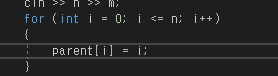 cin >> n >> m;
for (int i = 0; i <= n; i++)
{
parent[i] = i;
}